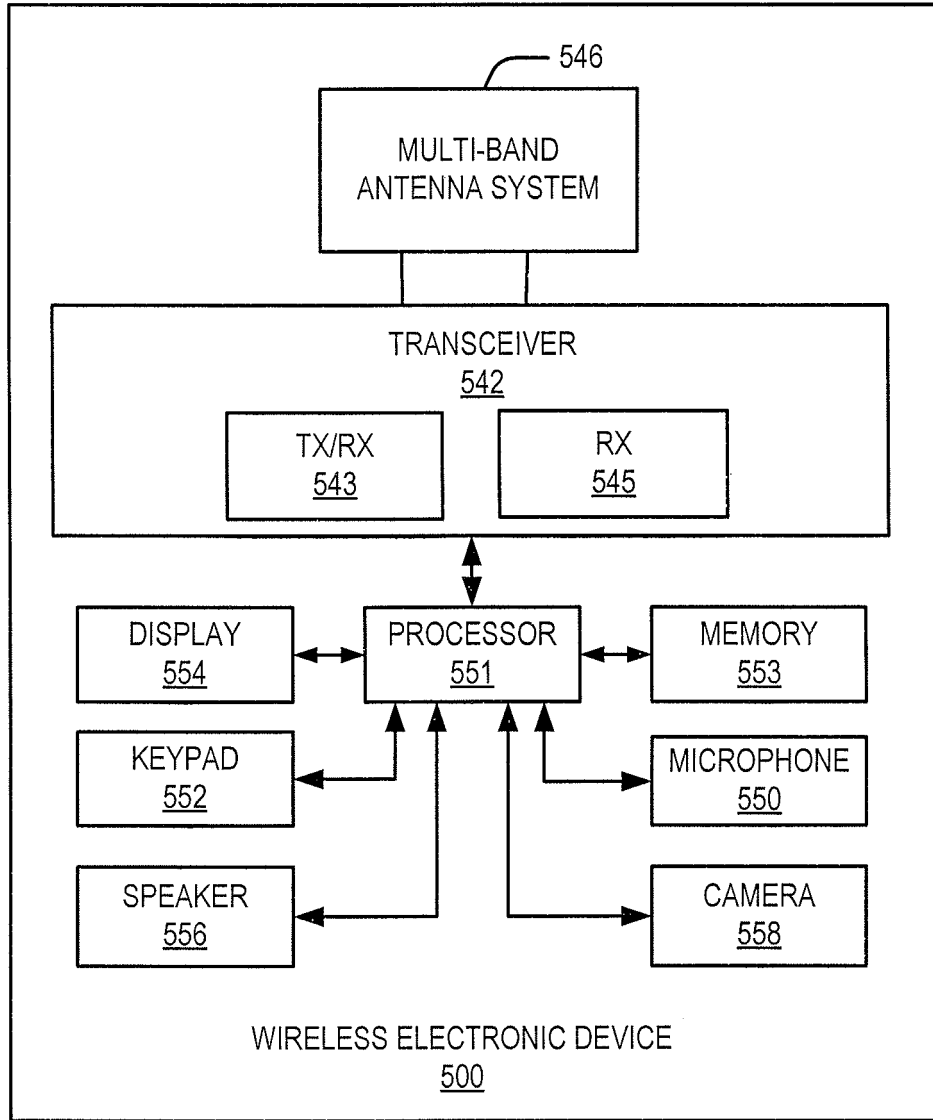 546
MULTI-BAND
ANTENNA SYSTEM
TRANSCEIVER
542
TX/RX
543
RX
545
DISPLAY
554
PROCESSOR
551
MEMORY
553
KEYPAD
552
MICROPHONE
550
SPEAKER
556
CAMERA
558
WIRELESS ELECTRONIC DEVICE
500